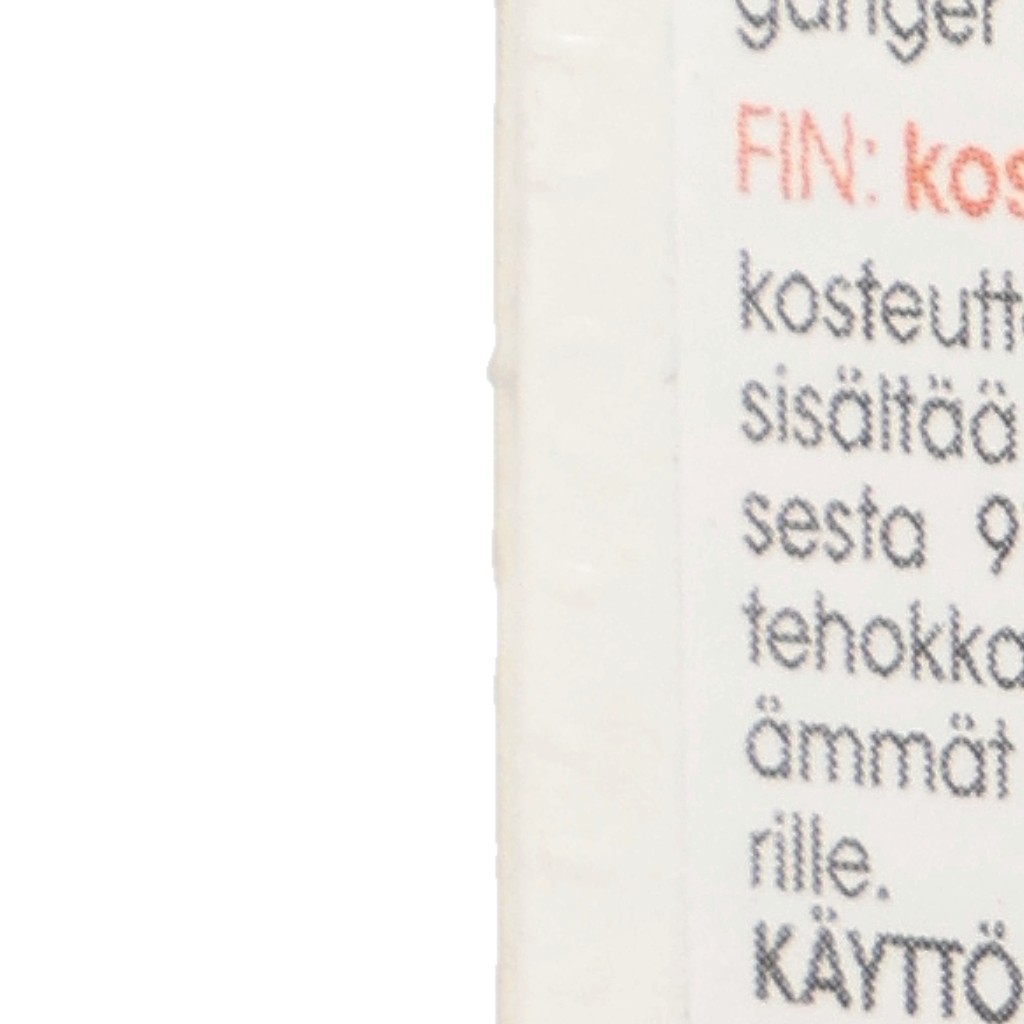 gånger
FIN: kos
kosteutt
sisältää
sesta 9
tehokka
ämmät
rille.
KÄYTTÖ